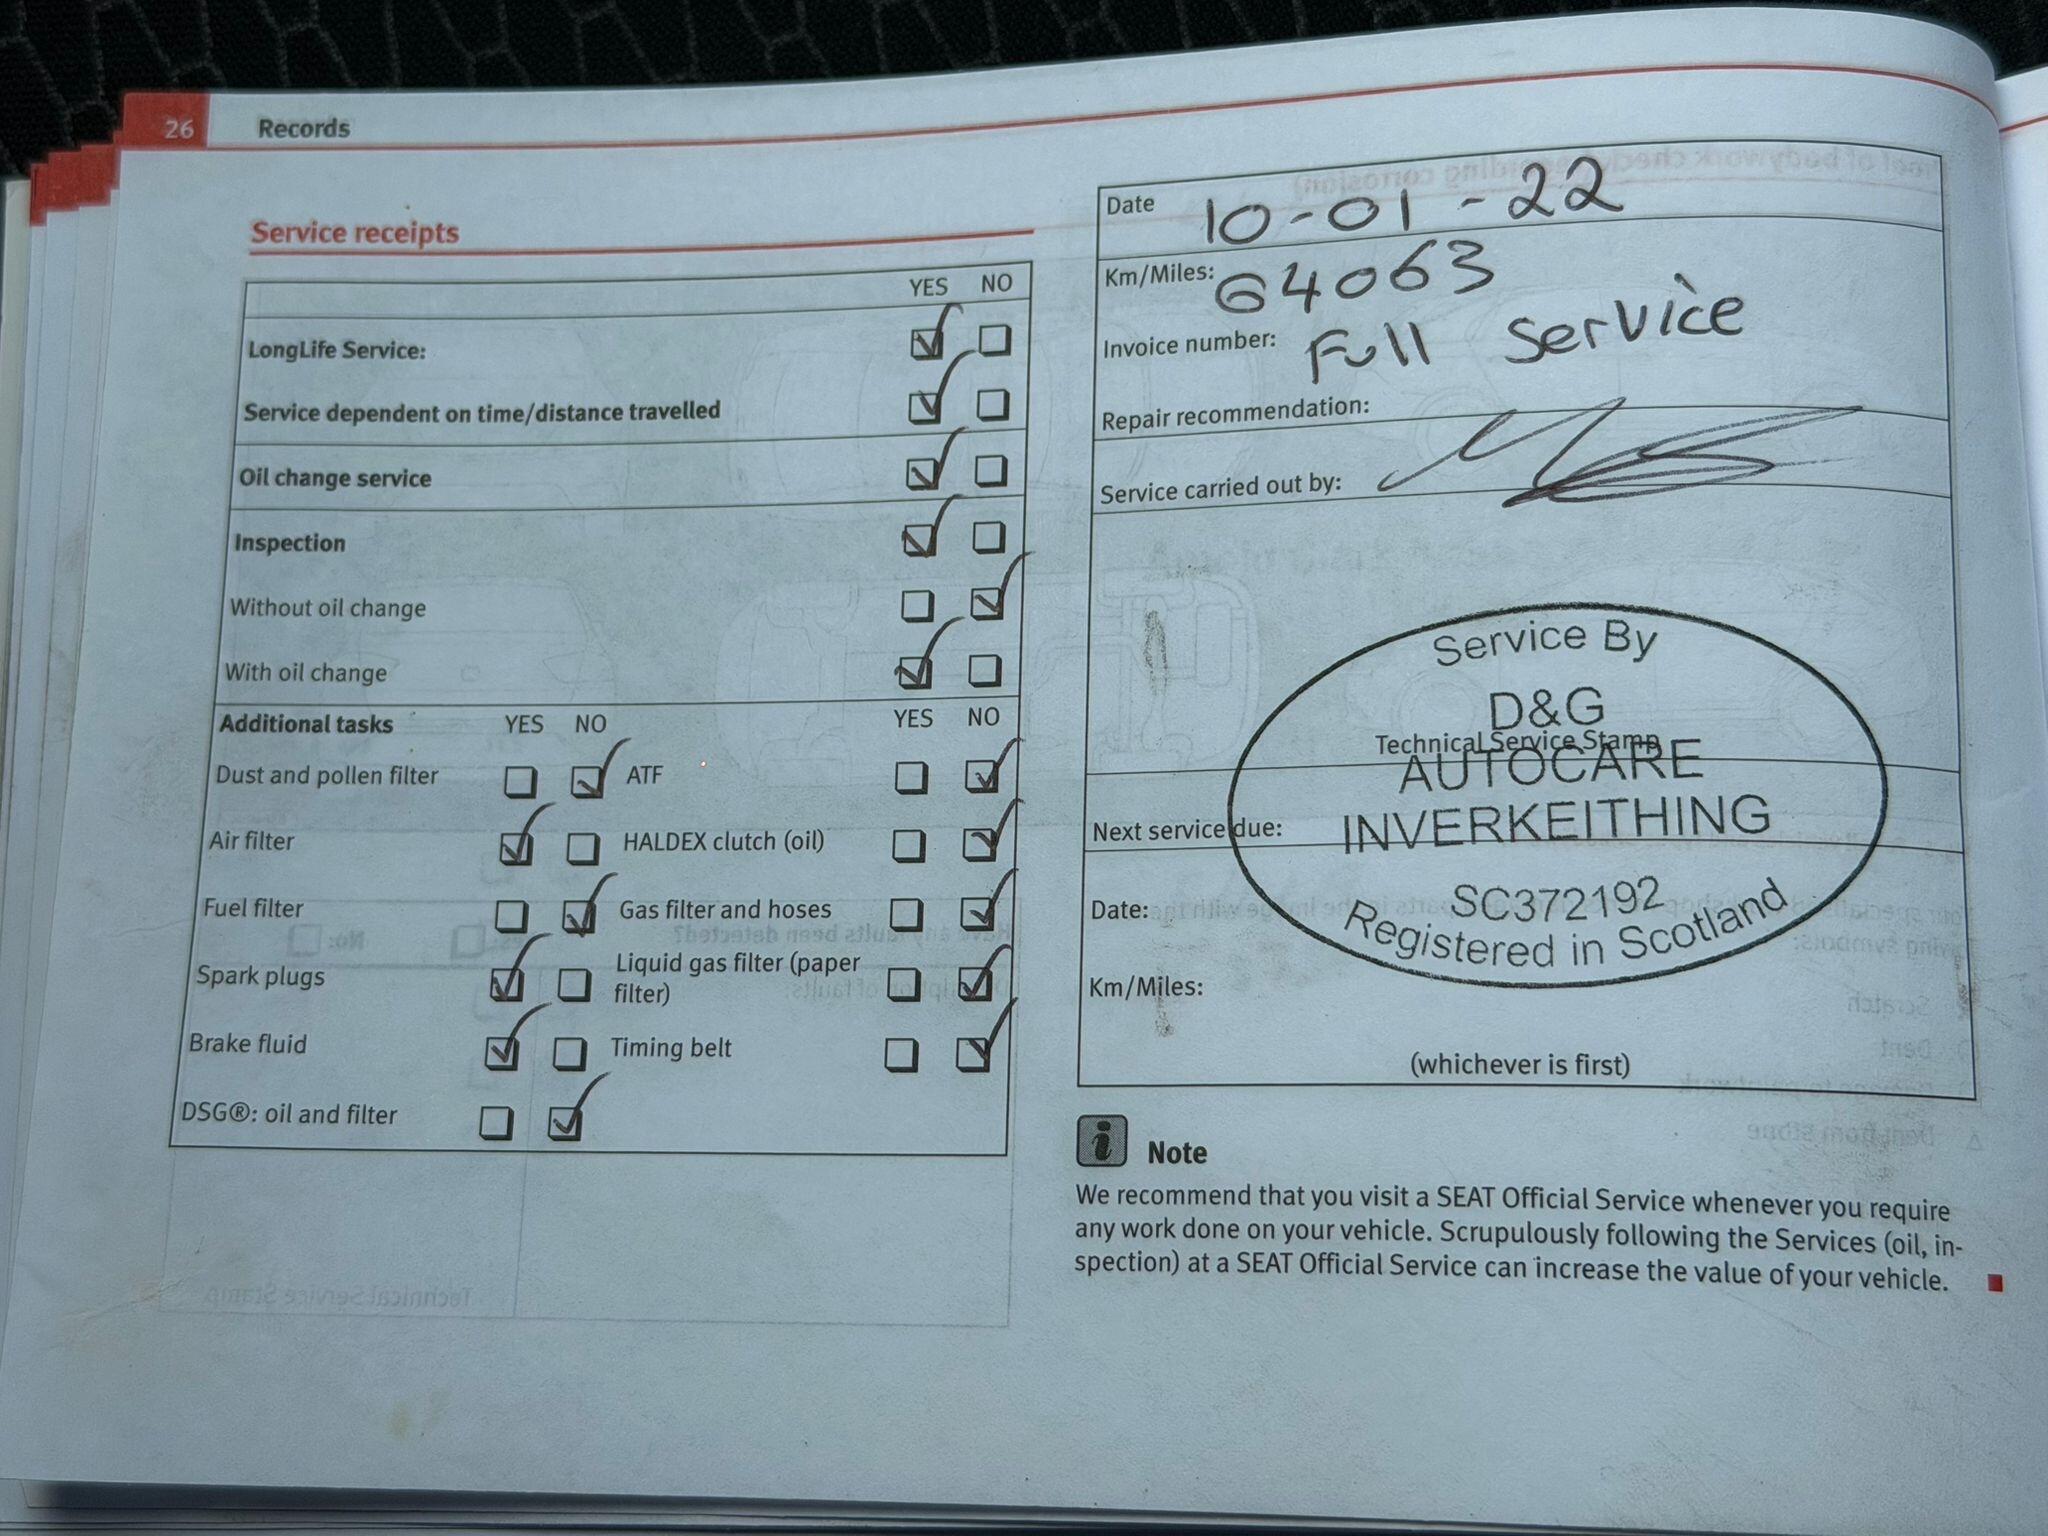 26 Records
Service receipts
YES NO
LongLife Service:
Service dependent on time/distance travelled
Oil change service
Inspection
Without oil change
With oil change
Additional tasks YES NO YES NO
Dust and pollen filter ATF
Air filter HALDEX clutch (oil)
Fuel filter Gas filter and hoses
Spark plugs Liquid gas filter (paper
filter)
Brake fluid Timing belt
DSG®: oil and filter
Date 10-01-22
Km/Miles: 64063
Invoice number: Full Service
Repair recommendation:
Service carried out by:
Service By
D&G
Technical Service Stamp
AUTOCARE
INVERKEITHING
Next service due:
SC372192
Registered in Scotland
Date:
Km/Miles:
(whichever is first)
Note
We recommend that you visit a SEAT Official Service whenever you require
any work done on your vehicle. Scrupulously following the Services (oil, in-
spection) at a SEAT Official Service can increase the value of your vehicle.